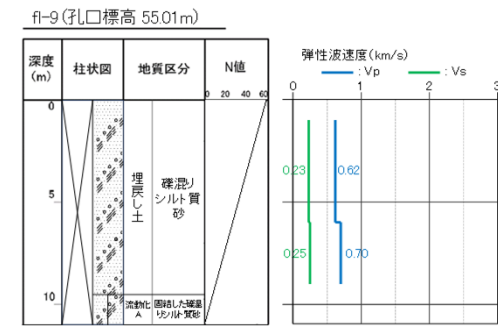 fl-9(孔口標高 55.01m)
深度
(m)
柱状図
地質区分
N値
0 20 40 60
弾性波速度(km/s)
: Vp : Vs
0 1 2 3
0
5
10
埋戻し土
礫混り
シルト質
砂
流動化
A
固結した礫混
りシルト質砂
0.23
0.62
0.25
0.70